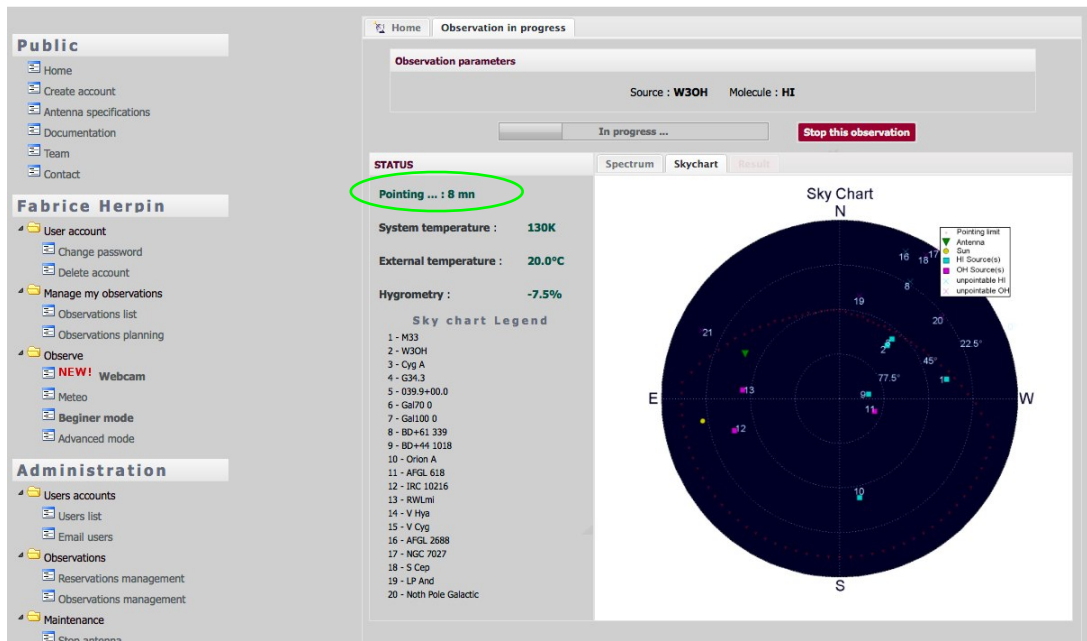 Home
Observation in progress
Public
Home
Create account
Antenna specifications
Documentation
Team
Contact
Fabrice Herpin
User account
Change password
Delete account
Manage my observations
Observations list
Observations planning
Observe
NEW! Webcam
Meteo
Beginer mode
Advanced mode
Administration
Users accounts
Users list
Email users
Observations
Reservations management
Observations management
Maintenance
Stop antenna
Observation parameters
Source : W3OH Molecule : HI
In progress ...
Stop this observation
STATUS
Pointing ... : 8 mn
System temperature : 130K
External temperature : 20.0°C
Hygrometry : -7.5%
Sky chart Legend
1 - M33
2 - W3OH
3 - Cyg A
4 - G34.3
5 - 039.9+00.0
6 - Gal70 0
7 - Gal100 0
8 - BD+61 339
9 - BD+44 1018
10 - Orion A
11 - AFGL 618
12 - IRC 10216
13 - RWLmi
14 - V Hya
15 - V Cyg
16 - AFGL 2688
17 - NGC 7027
18 - S Cep
19 - LP And
20 - Noth Pole Galactic
Spectrum
Skychart
Result
Sky Chart
N
Pointing limit
Antenna
Sun
HI Source(s)
OH Source(s)
unpointable HI
unpointable OH
16
18
17
8
19
20
21
22.5°
2
45°
77.5°
1
13
9
E
W
11
12
10
S